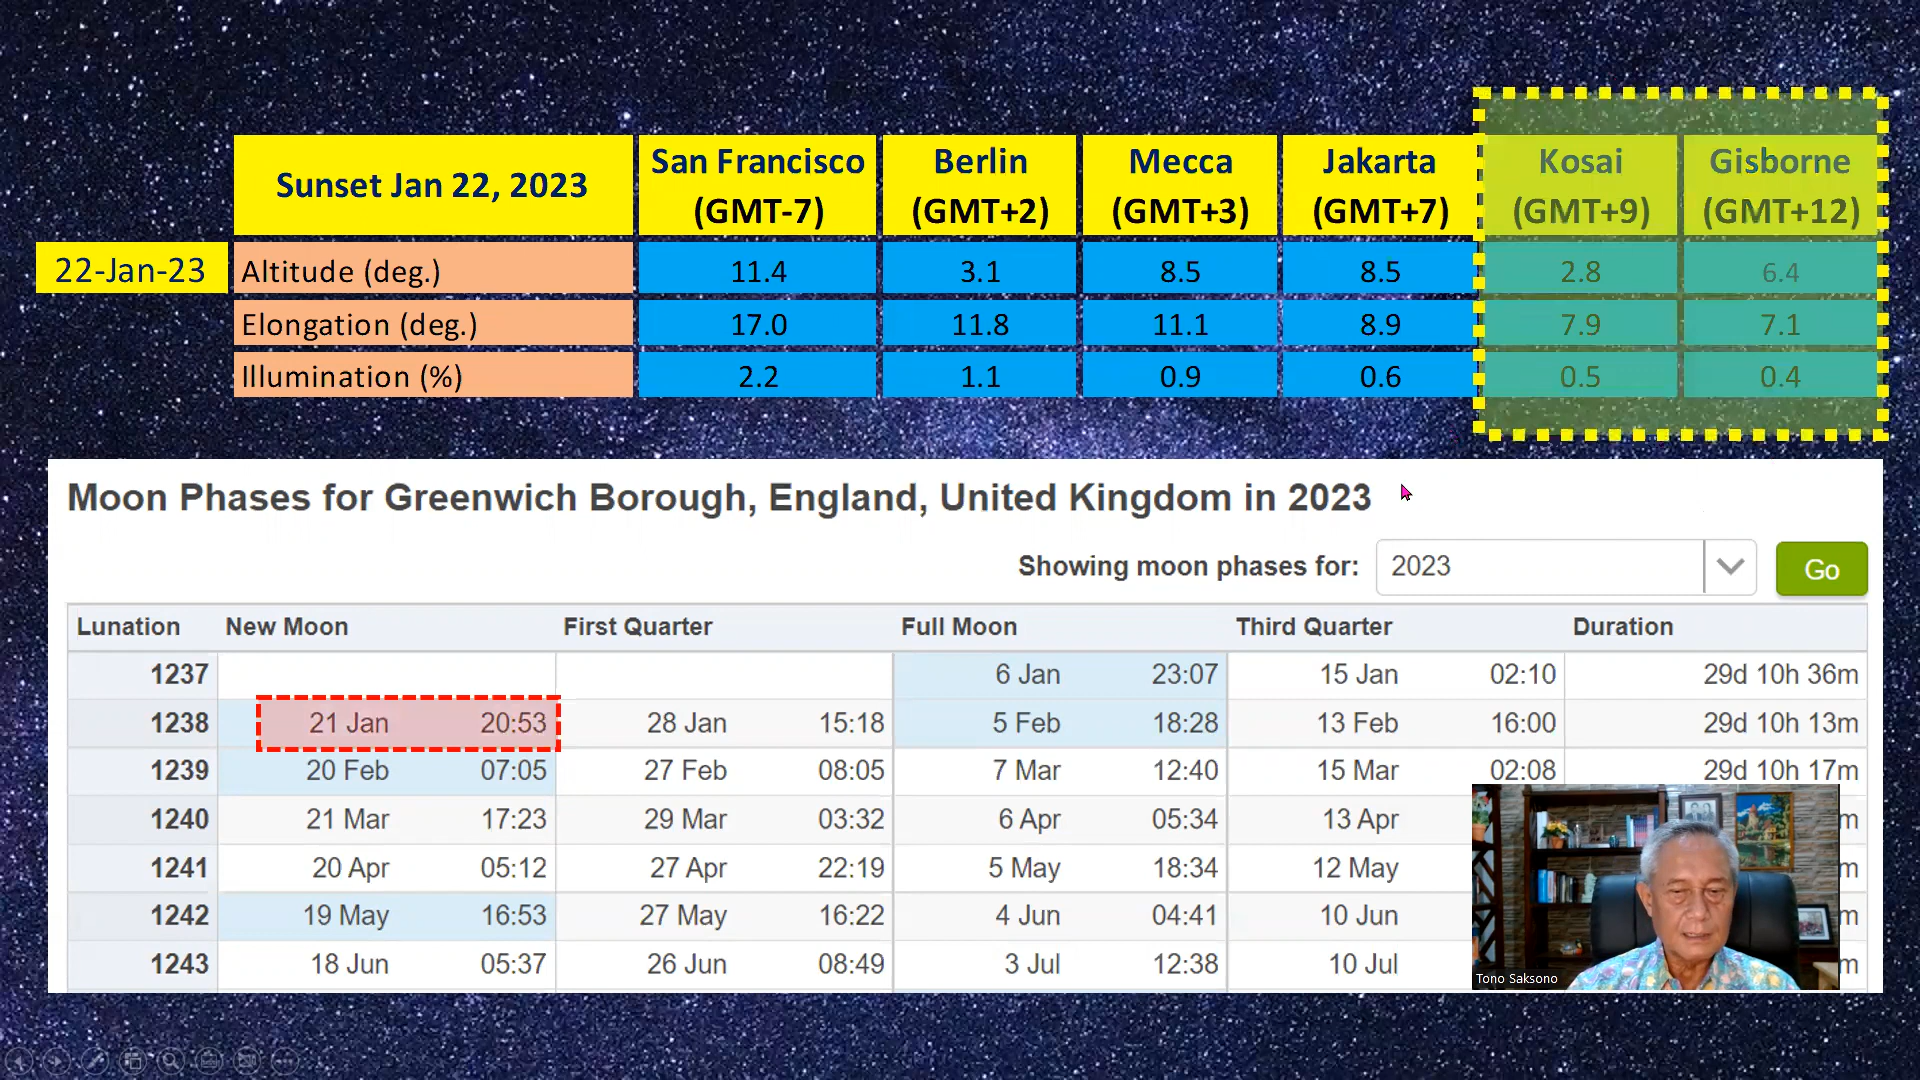 Sunset Jan 22, 2023
San Francisco (GMT-7)
Berlin (GMT+2)
Mecca (GMT+3)
Jakarta (GMT+7)
Kosai (GMT+9)
Gisborne (GMT+12)
22-Jan-23 Altitude (deg.) 11.4 3.1 8.5 8.5 2.8 6.4
Elongation (deg.) 17.0 11.8 11.1 8.9 7.9 7.1
Illumination (%) 2.2 1.1 0.9 0.6 0.5 0.4
Moon Phases for Greenwich Borough, England, United Kingdom in 2023
Showing moon phases for: 2023 Go
Lunation New Moon First Quarter Full Moon Third Quarter Duration
1237 6 Jan 23:07 15 Jan 02:10 29d 10h 36m
1238 21 Jan 20:53 28 Jan 15:18 5 Feb 18:28 13 Feb 16:00 29d 10h 13m
1239 20 Feb 07:05 27 Feb 08:05 7 Mar 12:40 15 Mar 02:08 29d 10h 17m
1240 21 Mar 17:23 29 Mar 03:32 6 Apr 05:34 13 Apr m
1241 20 Apr 05:12 27 Apr 22:19 5 May 18:34 12 May m
1242 19 May 16:53 27 May 16:22 4 Jun 04:41 10 Jun m
1243 18 Jun 05:37 26 Jun 08:49 3 Jul 12:38 10 Jul m
Tono Saksono